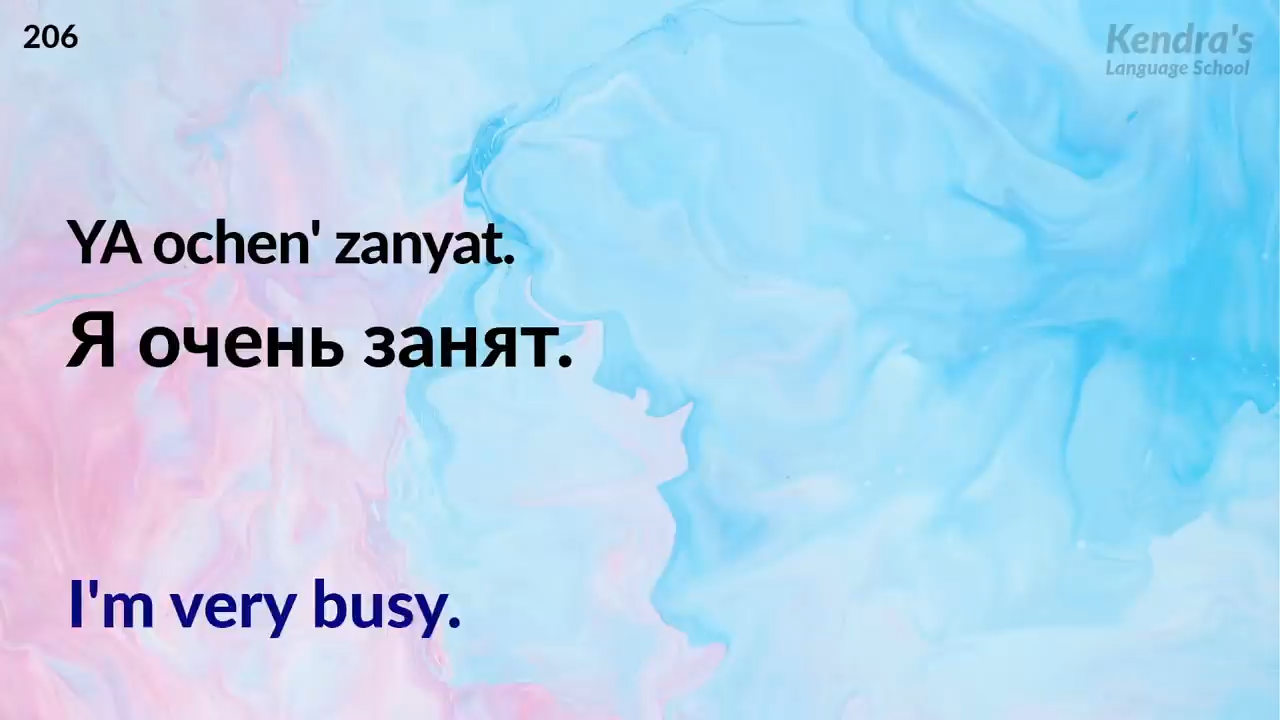 206
Kendra's
Language School
YA ochen' zanyat.
Я очень занят.
I'm very busy.